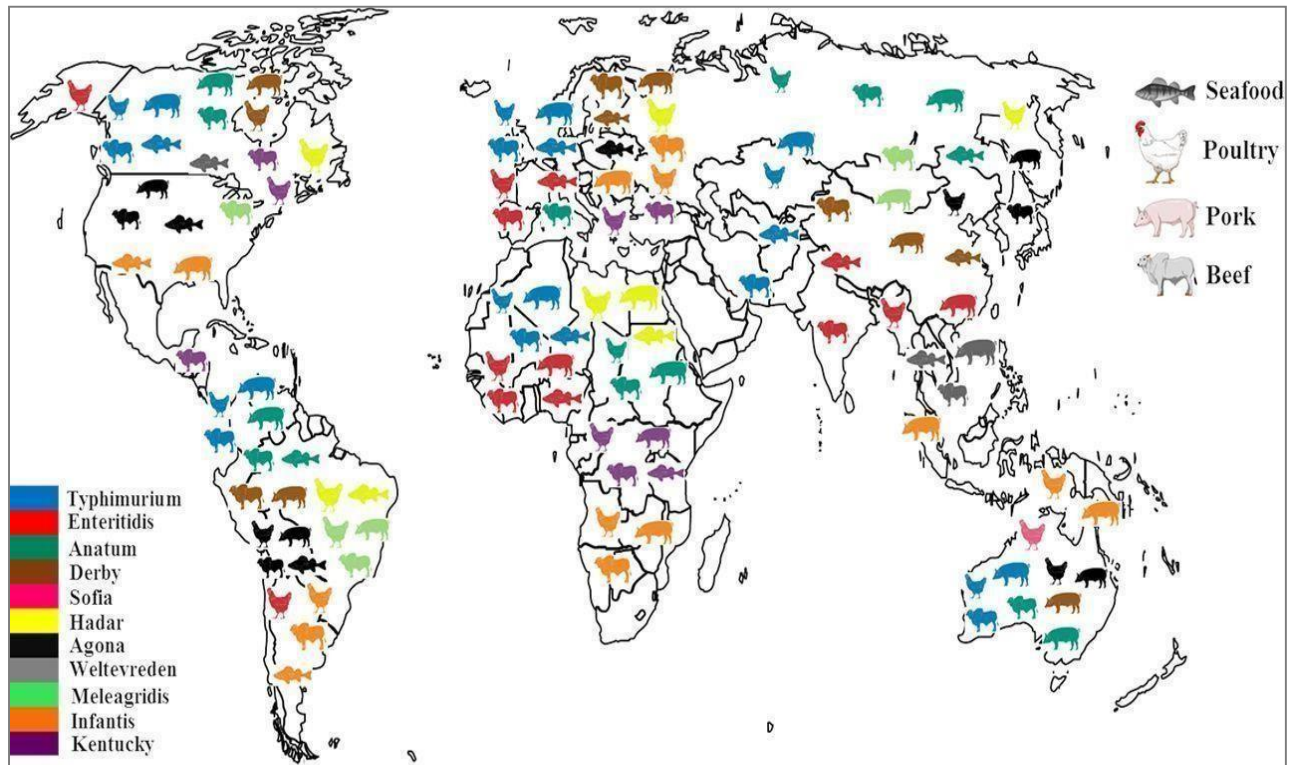 Seafood
Poultry
Pork
Beef
Typhimurium
Enteritidis
Anatum
Derby
Sofia
Hadar
Agona
Weltevreden
Meleagridis
Infantis
Kentucky